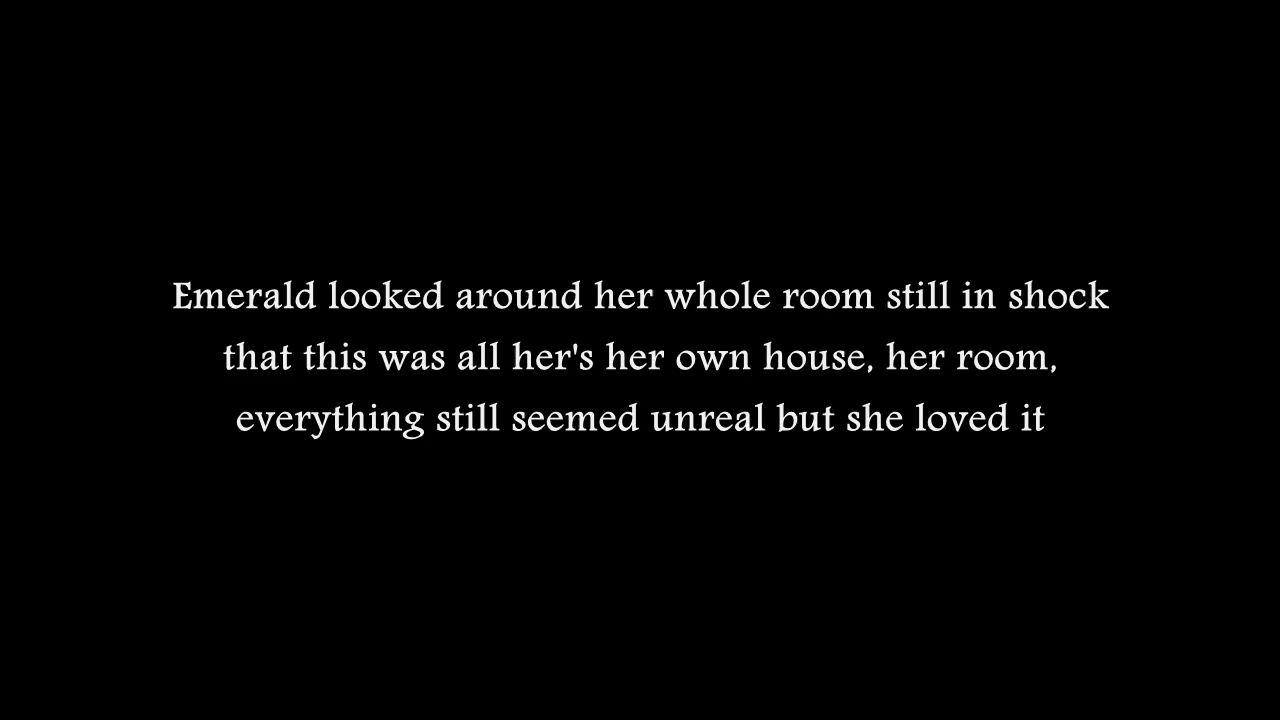 Emerald looked around her whole room still in shock
that this was all her's her own house, her room,
everything still seemed unreal but she loved it